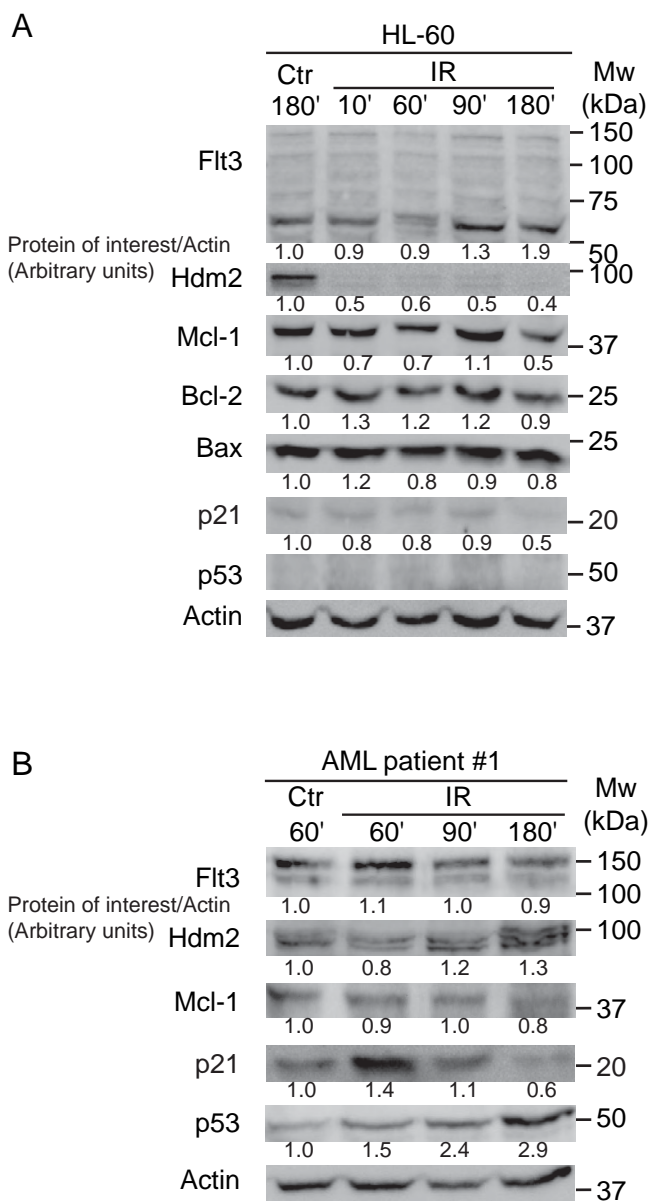 A
HL-60
Ctr IR Mw
180' 10' 60' 90' 180' (kDa)
150
Flt3 100
75
Protein of interest/Actin
(Arbitrary units)
50
1.0 0.9 0.9 1.3 1.9
Hdm2 100
1.0 0.5 0.6 0.5 0.4
Mcl-1 37
1.0 0.7 0.7 1.1 0.5
Bcl-2 25
1.0 1.3 1.2 1.2 0.9
Bax 25
1.0 1.2 0.8 0.9 0.8
p21 20
1.0 0.8 0.8 0.9 0.5
p53 50
Actin 37
B
AML patient #1
Ctr IR Mw
60' 60' 90' 180' (kDa)
150
Flt3 100
Protein of interest/Actin
(Arbitrary units)
1.0 1.1 1.0 0.9
Hdm2 100
1.0 0.8 1.2 1.3
Mcl-1 37
1.0 0.9 1.0 0.8
p21 20
1.0 1.4 1.1 0.6
p53 50
1.0 1.5 2.4 2.9
Actin 37